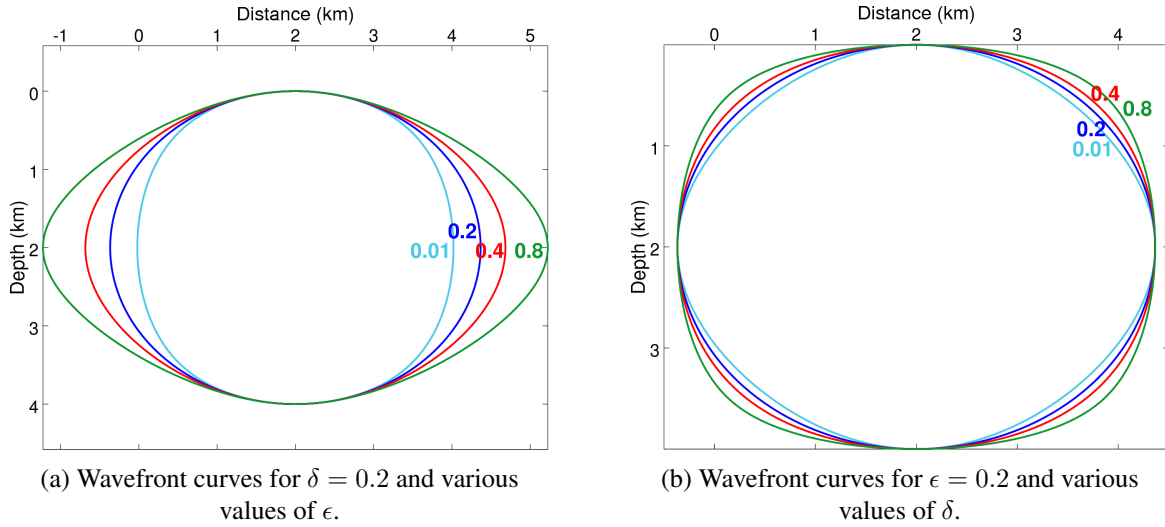 Distance (km)
-1 0 1 2 3 4 5
Depth (km)
0
1
2
3
4
0.01
0.2
0.4
0.8
(a) Wavefront curves for δ = 0.2 and various
values of ϵ.
Distance (km)
0 1 2 3 4
Depth (km)
1
2
3
0.4
0.8
0.2
0.01
(b) Wavefront curves for ϵ = 0.2 and various
values of δ.